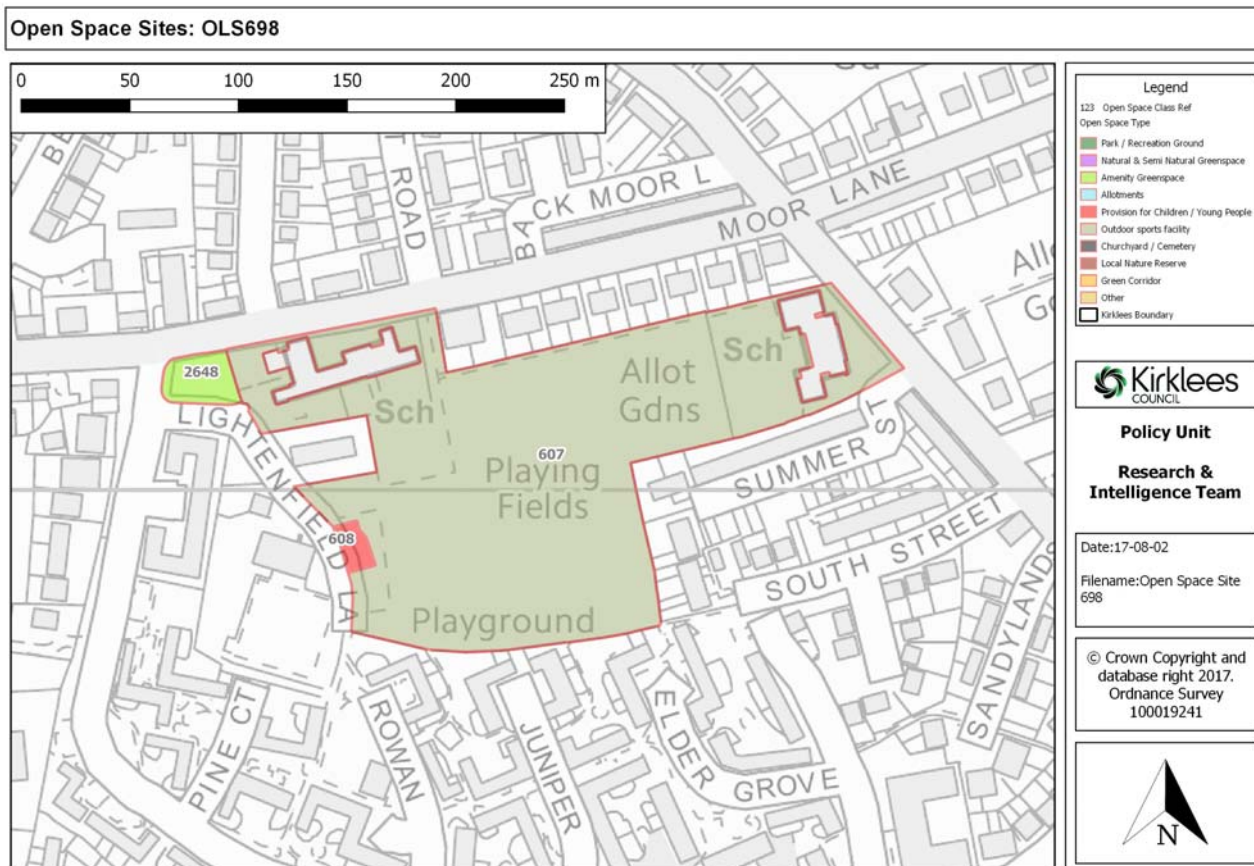 Open Space Sites: OLS698
0 50 100 150 200 250 m
ROAD
BACK MOOR L
MOOR LANE
2648
LIGHTENFIELD LA
Sch
Sch
Allot
Gdns
607
Playing
Fields
608
Playground
SUMMER ST
SOUTH STREET
SANDYLANDS
PINE CT
ROWAN
JUNIPER
ELDER
GROVE
Legend
123 Open Space Class Ref
Open Space Type
Park / Recreation Ground
Natural & Semi Natural Greenspace
Amenity Greenspace
Allotments
Provision for Children / Young People
Outdoor sports facility
Churchyard / Cemetery
Local Nature Reserve
Green Corridor
Other
Kirklees Boundary
Kirklees
COUNCIL
Policy Unit
Research &
Intelligence Team
Date:17-08-02
Filename:Open Space Site
698
© Crown Copyright and
database right 2017.
Ordnance Survey
100019241
N